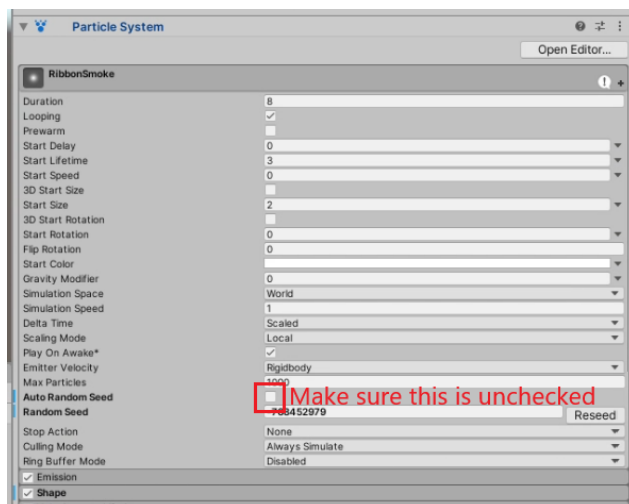 Particle System
Open Editor...
RibbonSmoke
Duration 8
Looping
Prewarm
Start Delay 0
Start Lifetime 3
Start Speed 0
3D Start Size
Start Size 2
3D Start Rotation
Start Rotation 0
Flip Rotation 0
Start Color
Gravity Modifier 0
Simulation Space World
Simulation Speed 1
Delta Time Scaled
Scaling Mode Local
Play On Awake*
Emitter Velocity Rigidbody
Max Particles 1000
Auto Random Seed Make sure this is unchecked
Random Seed Reseed
Stop Action None
Culling Mode Always Simulate
Ring Buffer Mode Disabled
Emission
Shape